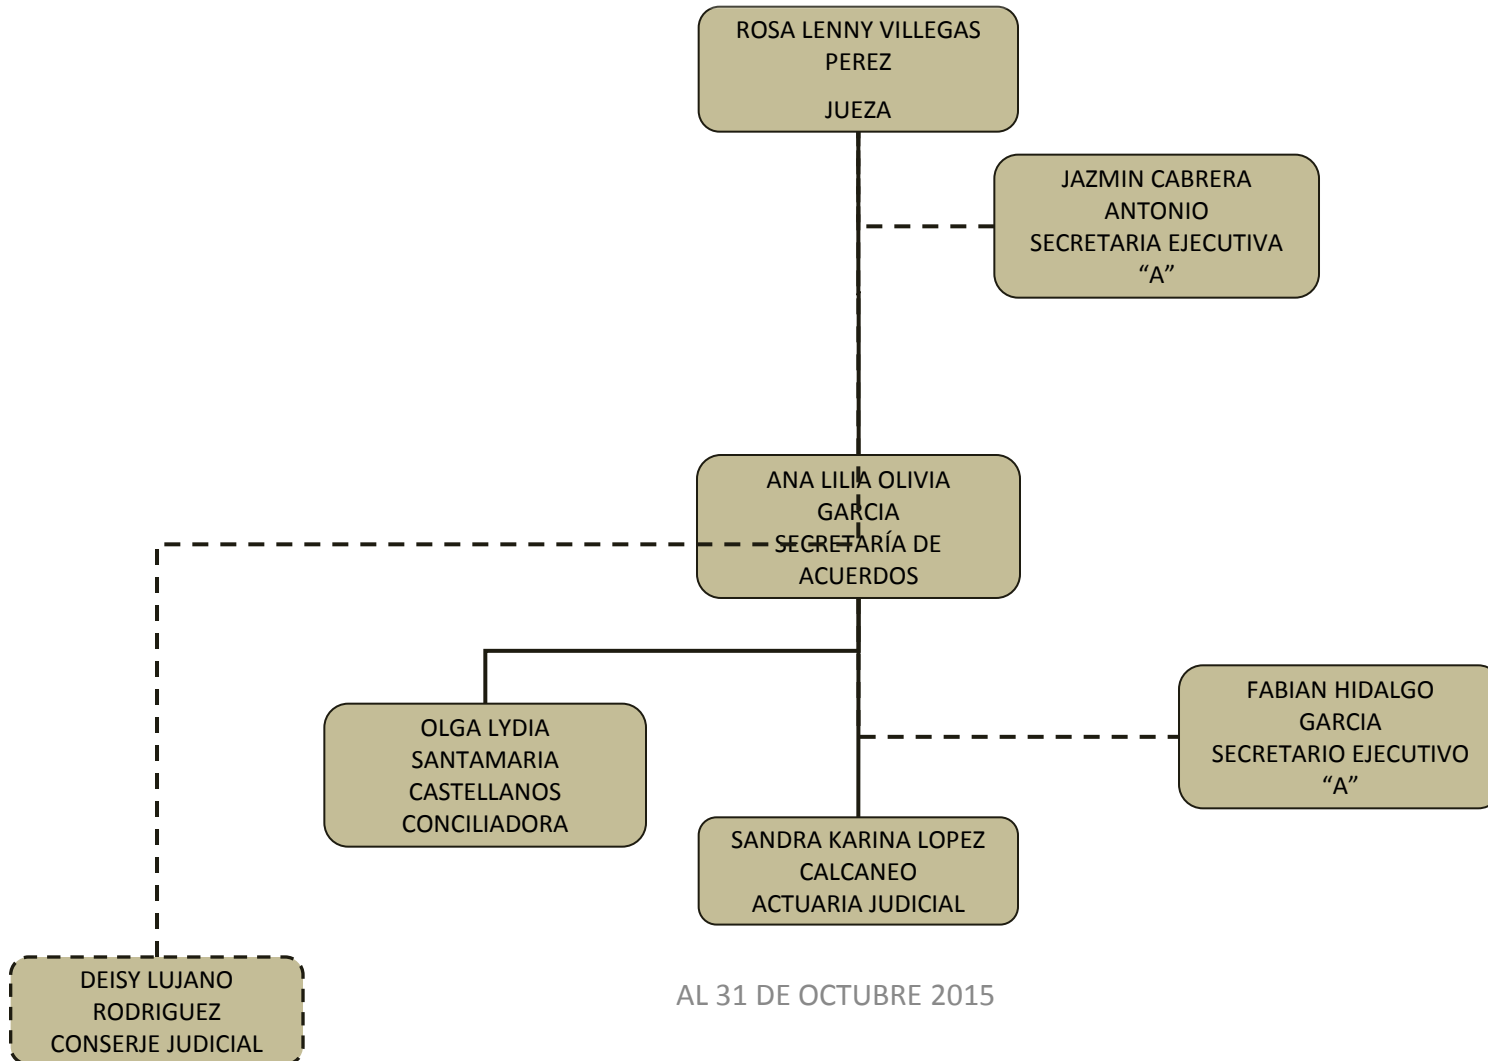 ROSA LENNY VILLEGAS
PEREZ
JUEZA
JAZMIN CABRERA
ANTONIO
SECRETARIA EJECUTIVA
“A”
ANA LILIA OLIVIA
GARCIA
SECRETARÍA DE
ACUERDOS
OLGA LYDIA
SANTAMARIA
CASTELLANOS
CONCILIADORA
FABIAN HIDALGO
GARCIA
SECRETARIO EJECUTIVO
“A”
SANDRA KARINA LOPEZ
CALCANEO
ACTUARIA JUDICIAL
DEISY LUJANO
RODRIGUEZ
CONSERJE JUDICIAL
AL 31 DE OCTUBRE 2015